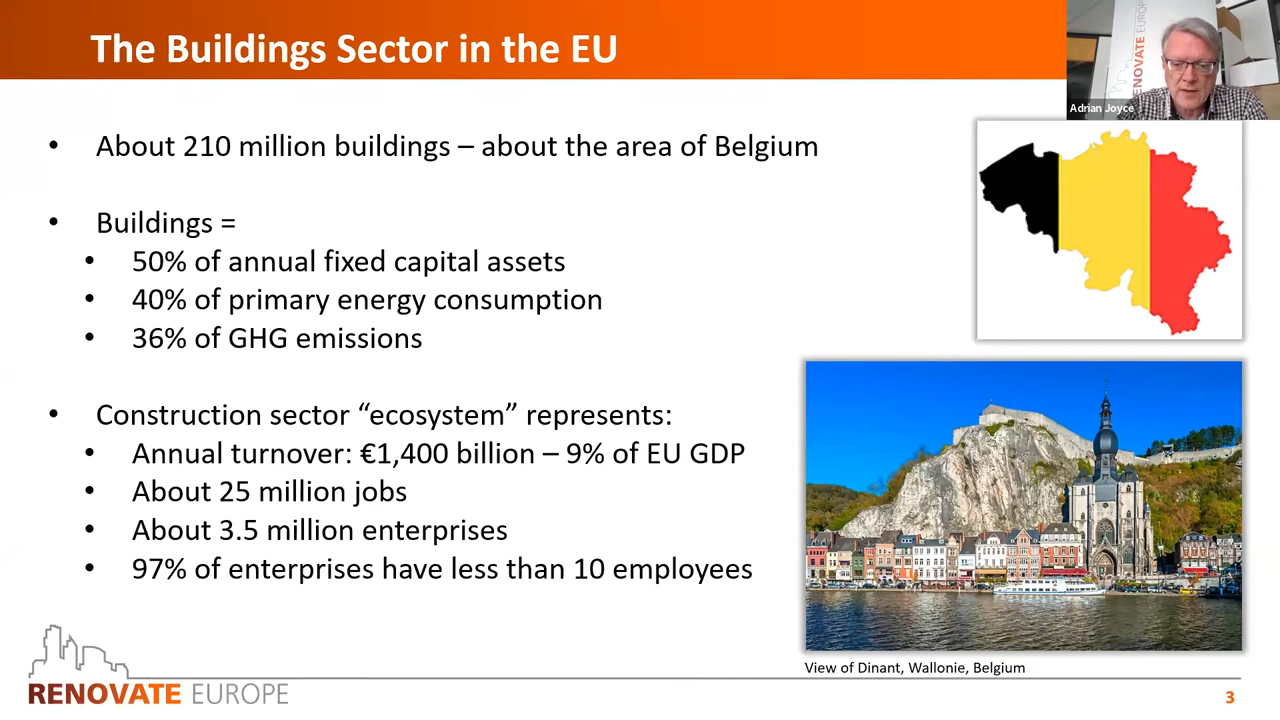 The Buildings Sector in the EU
RENOVATE EUROPE
Adrian Joyce
• About 210 million buildings – about the area of Belgium
• Buildings =
• 50% of annual fixed capital assets
• 40% of primary energy consumption
• 36% of GHG emissions
• Construction sector “ecosystem” represents:
• Annual turnover: €1,400 billion – 9% of EU GDP
• About 25 million jobs
• About 3.5 million enterprises
• 97% of enterprises have less than 10 employees
View of Dinant, Wallonie, Belgium
RENOVATE EUROPE
3